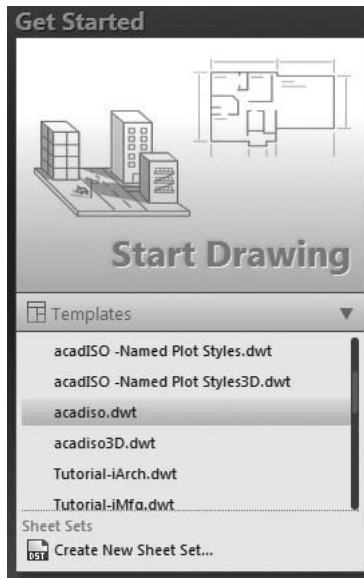 Get Started
Start Drawing
Templates
acadISO -Named Plot Styles.dwt
acadISO -Named Plot Styles3D.dwt
acadiso.dwt
acadiso3D.dwt
Tutorial-iArch.dwt
Tutorial-iMfg.dwt
Sheet Sets
DST
Create New Sheet Set...